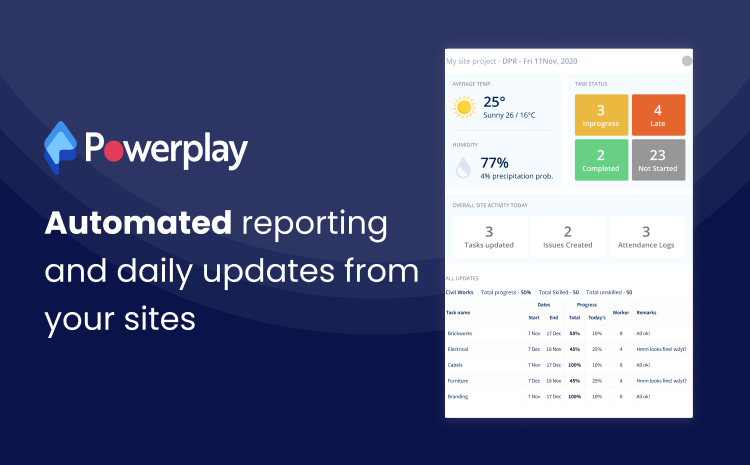 Powerplay
Automated reporting
and daily updates from
your sites
My site project - DPR - Fri 11Nov, 2020
AVERAGE TEMP.
25°
Sunny 26 / 16°C
HUMIDITY
77%
4% precipitation prob.
TASK STATUS
3
Inprogress
4
Late
2
Completed
23
Not Started
OVERALL SITE ACTIVITY TODAY
3
Tasks updated
2
Issues Created
3
Attendance Logs
ALL UPDATES
Civil Works Total progress - 50% Total Skilled - 50 Total unskilled - 50
Dates Progress
Task name Start End Total Today's Worker Remarks
Brickworks 7 Nov 17 Dec 55% 10% 8 All ok!
Electrical 7 Dec 18 Nov 45% 25% 4 Hmm looks fine! wdyt?
Cabels 7 Nov 17 Dec 100% 10% 8 All ok!
Furniture 7 Dec 18 Nov 45% 25% 4 Hmm looks fine! wdyt?
Branding 7 Nov 17 Dec 100% 10% 8 All ok!